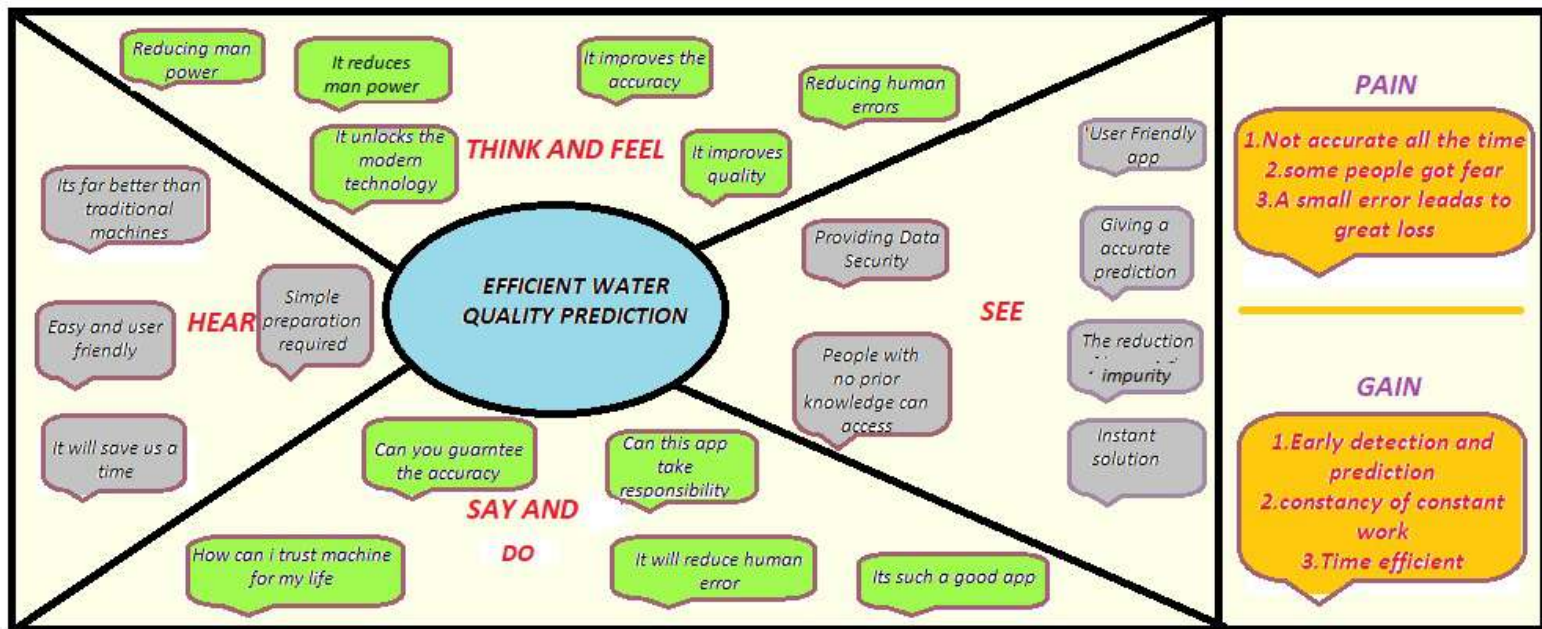 Reducing man
power
It reduces
man power
It improves the
accuracy
Reducing human
errors
It unlocks the
modern
technology
THINK AND FEEL
It improves
quality
Its far better than
traditional
machines
HEAR
Simple
preparation
required
Easy and user
friendly
It will save us a
time
EFFICIENT WATER
QUALITY PREDICTION
'User Friendly
app
Providing Data
Security
Giving a
accurate
prediction
SEE
People with
no prior
knowledge can
access
The reduction
impurity
Instant
solution
Can you guarntee
the accuracy
Can this app
take
responsibility
SAY AND
DO
How can i trust machine
for my life
It will reduce human
error
Its such a good app
PAIN
1.Not accurate all the time
2.some people got fear
3.A small error leadas to
great loss
GAIN
1.Early detection and
prediction
2.constancy of constant
work
3.Time efficient